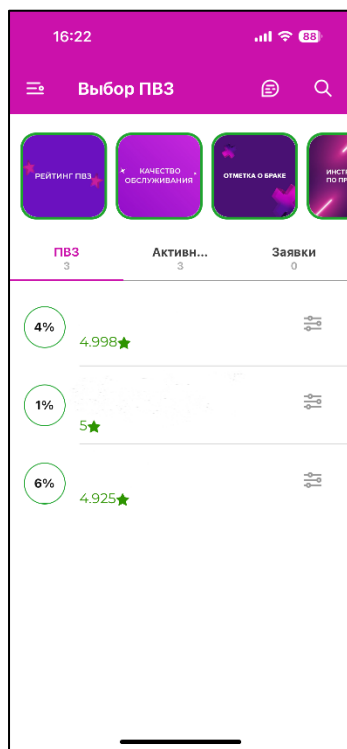 16:22
88
Выбор ПВЗ
РЕЙТИНГ ПВЗ
КАЧЕСТВО
ОБСЛУЖИВАНИЯ
ОТМЕТКА О БРАКЕ
ИНСТ
ПО ПР
ПВЗ
3
Активн...
3
Заявки
0
4%
4.998
1%
5
6%
4.925